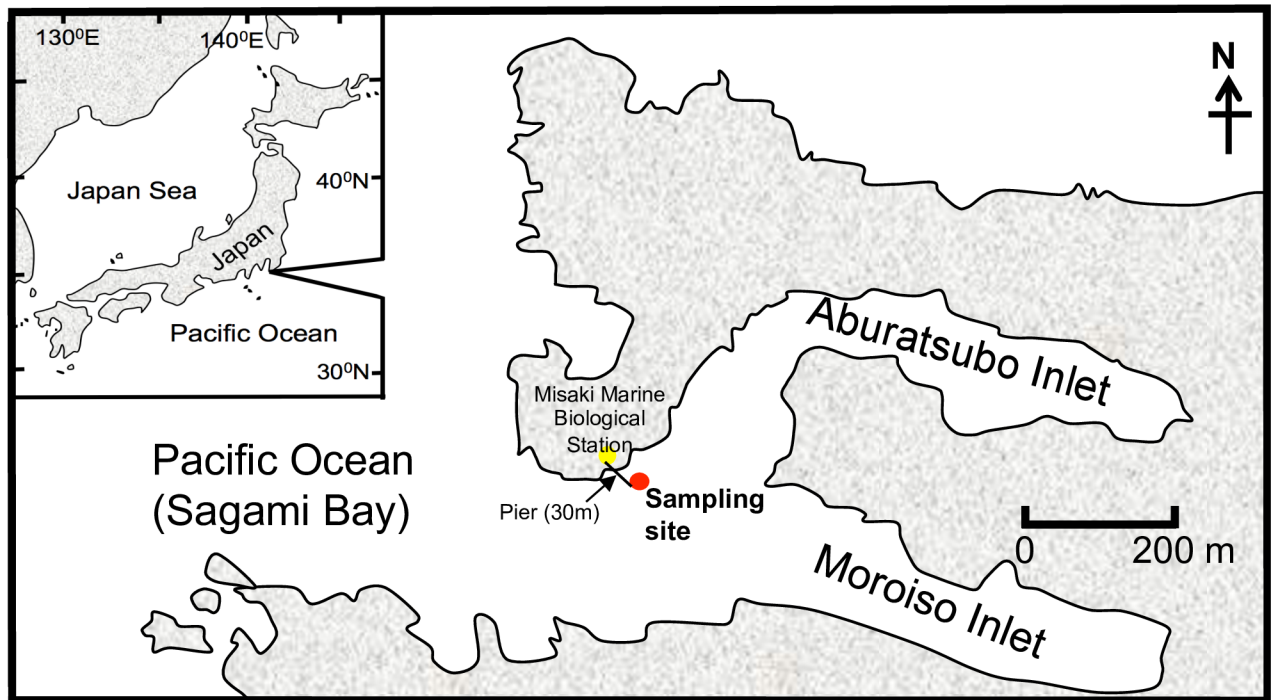 130⁰E
140⁰E
Japan Sea
40⁰N
Japan
Pacific Ocean
30⁰N
N
Aburatsubo Inlet
Misaki Marine
Biological
Station
Pacific Ocean
(Sagami Bay)
Pier (30m)
Sampling
site
0
200 m
Moroiso Inlet